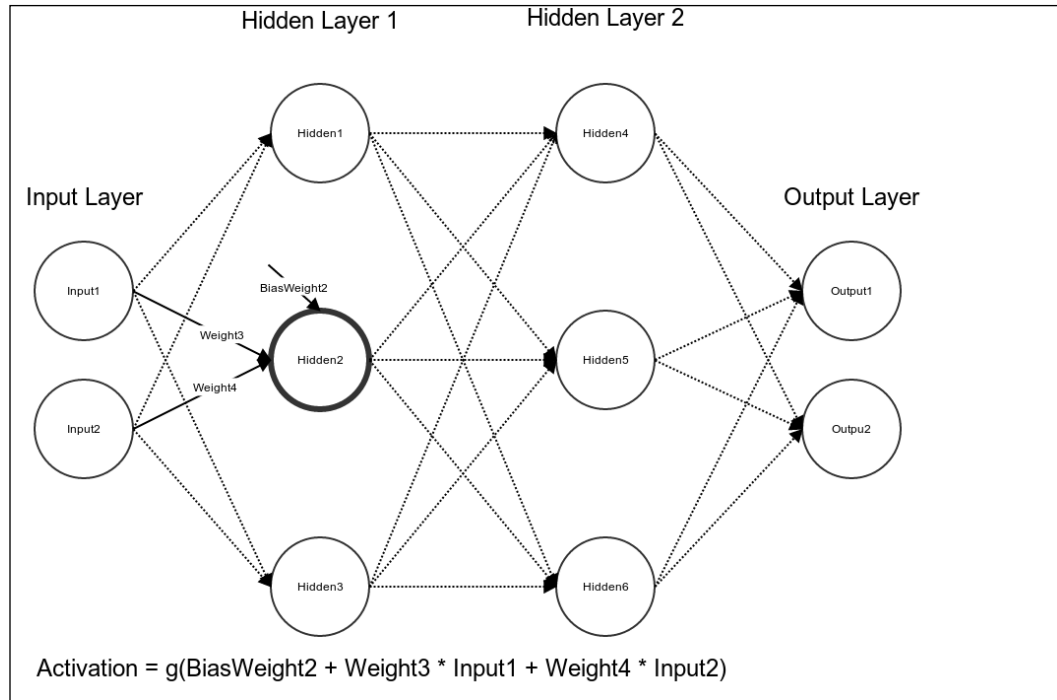 Hidden Layer 1
Hidden Layer 2
Hidden1
Hidden4
Input Layer
Output Layer
Input1
BiasWeight2
Output1
Weight3
Hidden2
Hidden5
Weight4
Input2
Outpu2
Hidden3
Hidden6
Activation = g(BiasWeight2 + Weight3 * Input1 + Weight4 * Input2)